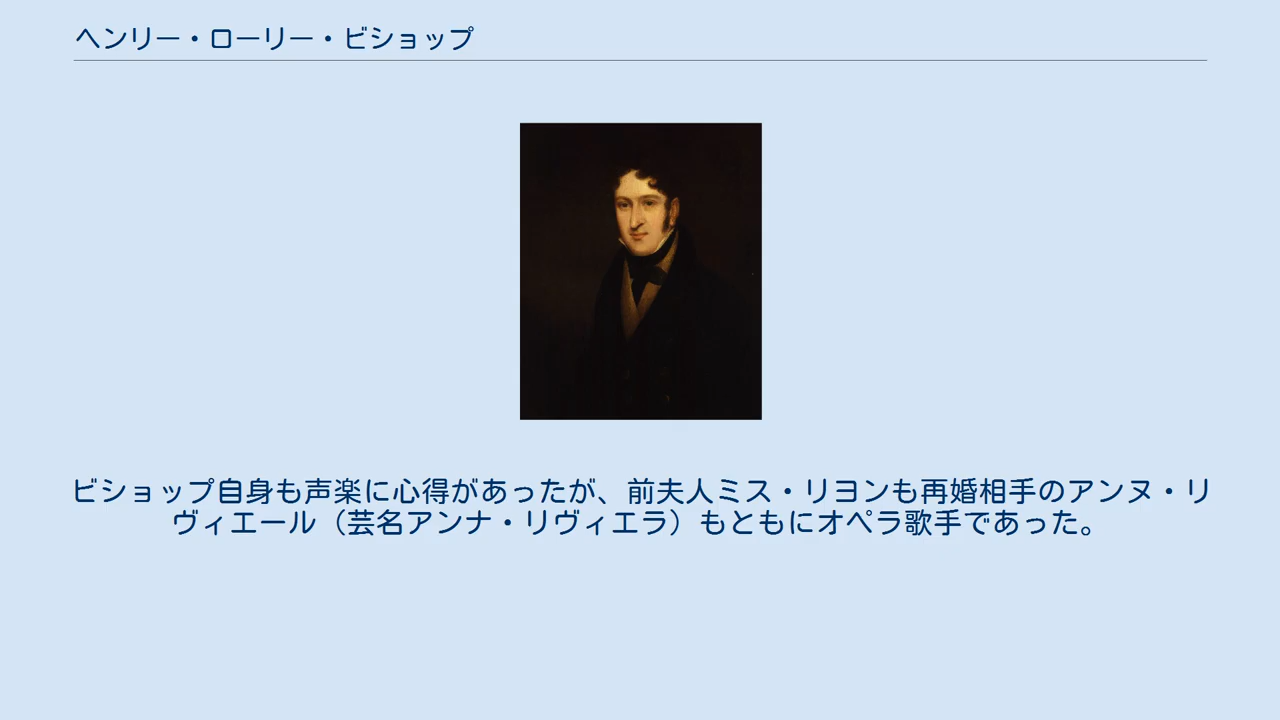 ヘンリー・ローリー・ビショップ
ビショップ自身も声楽に心得があったが、前夫人ミス・リヨンも再婚相手のアンヌ・リ
ヴィエール（芸名アンナ・リヴィエラ）もともにオペラ歌手であった。